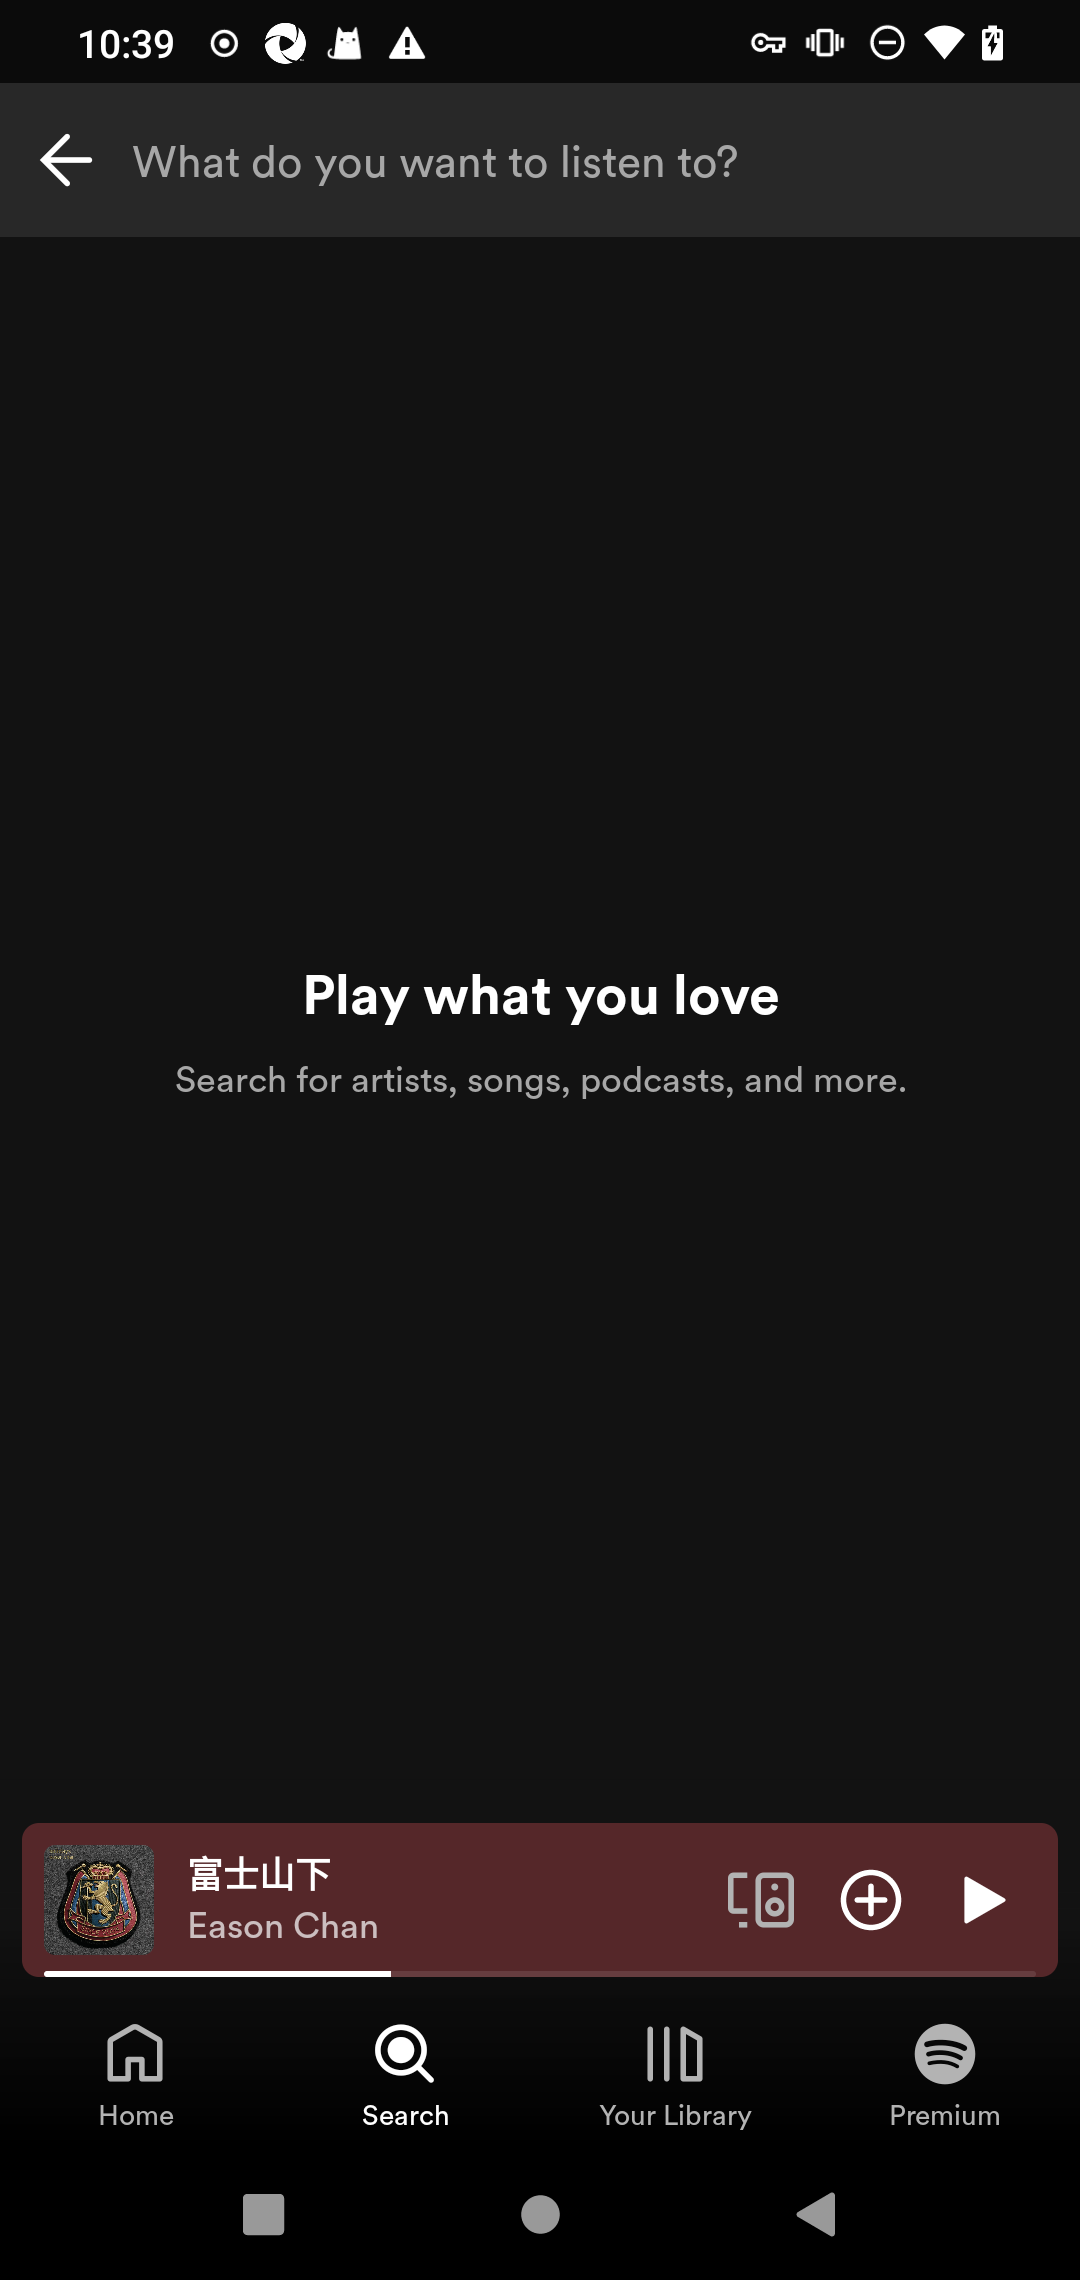 10:39
What do you want to listen to?
Play what you love
Search for artists, songs, podcasts, and more.
富士山下
Eason Chan
Home
Search
Your Library
Premium